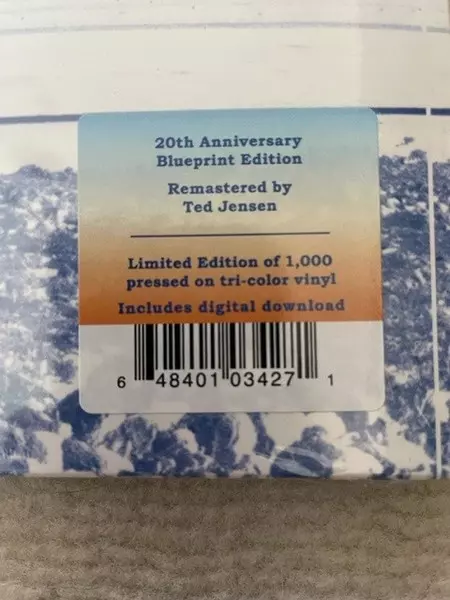 20th Anniversary
Blueprint Edition
Remastered by
Ted Jensen
Limited Edition of 1,000
pressed on tri-color vinyl
Includes digital download
6 48401 03427 1